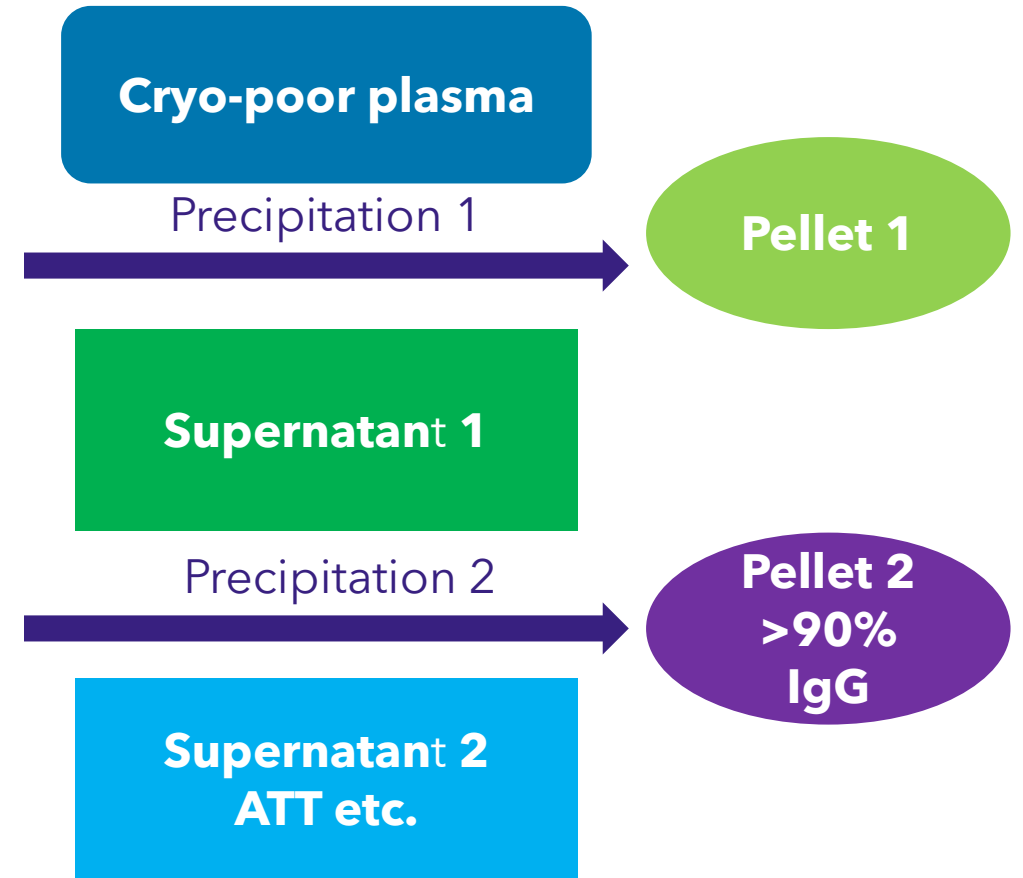 Cryo-poor plasma
Precipitation 1
Pellet 1
Supernatant 1
Precipitation 2
Pellet 2
>90%
IgG
Supernatant 2
ATT etc.